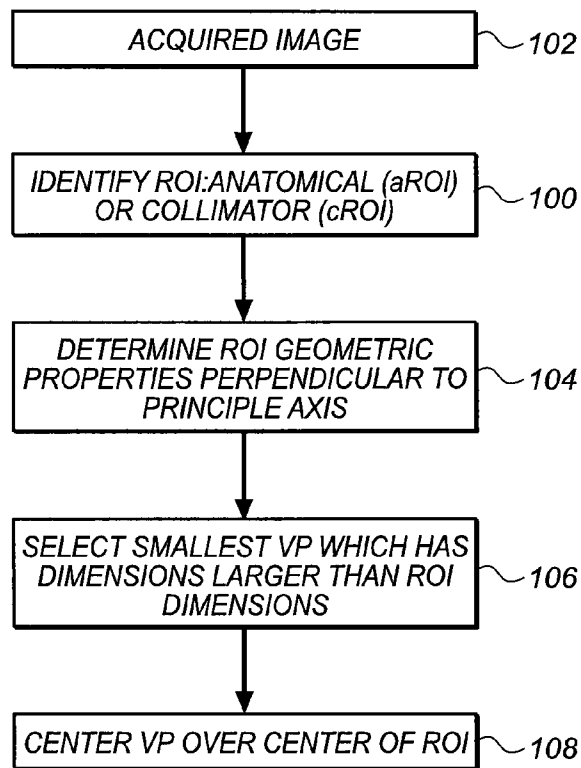 ACQUIRED IMAGE
102
IDENTIFY ROI:ANATOMICAL (aROI)
OR COLLIMATOR (cROI)
100
DETERMINE ROI GEOMETRIC
PROPERTIES PERPENDICULAR TO
PRINCIPLE AXIS
104
SELECT SMALLEST VP WHICH HAS
DIMENSIONS LARGER THAN ROI
DIMENSIONS
106
CENTER VP OVER CENTER OF ROI
108